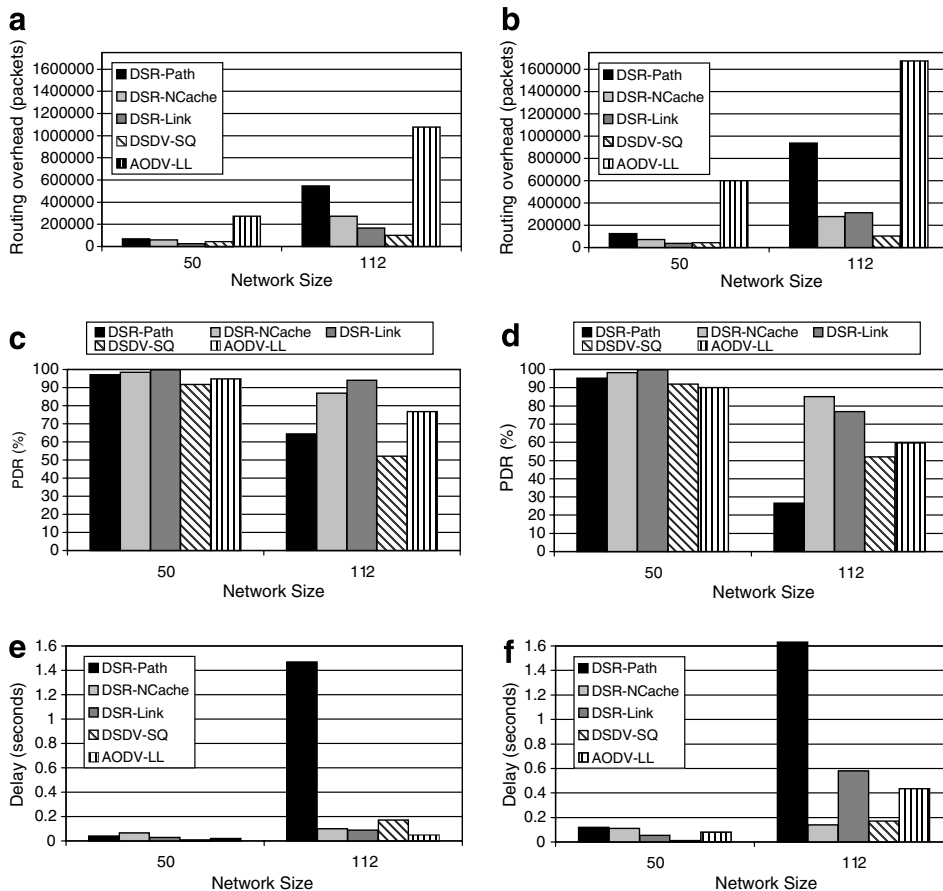 a
Routing overhead (packets)
1600000
1400000
1200000
1000000
800000
600000
400000
200000
0
DSR-Path
DSR-NCache
DSR-Link
DSDV-SQ
AODV-LL
50
112
Network Size
b
Routing overhead (packets)
1600000
1400000
1200000
1000000
800000
600000
400000
200000
0
DSR-Path
DSR-NCache
DSR-Link
DSDV-SQ
AODV-LL
50
112
Network Size
c
DSR-Path
DSR-NCache
DSR-Link
DSDV-SQ
AODV-LL
PDR (%)
100
90
80
70
60
50
40
30
20
10
0
50
112
Network Size
d
DSR-Path
DSR-NCache
DSR-Link
DSDV-SQ
AODV-LL
PDR (%)
100
90
80
70
60
50
40
30
20
10
0
50
112
Network Size
e
Delay (seconds)
1.6
1.4
1.2
1
0.8
0.6
0.4
0.2
0
DSR-Path
DSR-NCache
DSR-Link
DSDV-SQ
AODV-LL
50
112
Network Size
f
Delay (seconds)
1.6
1.4
1.2
1
0.8
0.6
0.4
0.2
0
DSR-Path
DSR-NCache
DSR-Link
DSDV-SQ
AODV-LL
50
112
Network Size